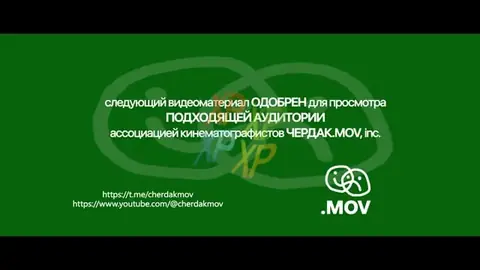 следующий видеоматериал ОДОБРЕН для просмотра
ПОДХОДЯЩЕЙ АУДИТОРИИ
ассоциацией кинематографистов ЧЕРДАК.MOV, inc.
https://t.me/cherdakmov
https://www.youtube.com/@cherdakmov
.MOV